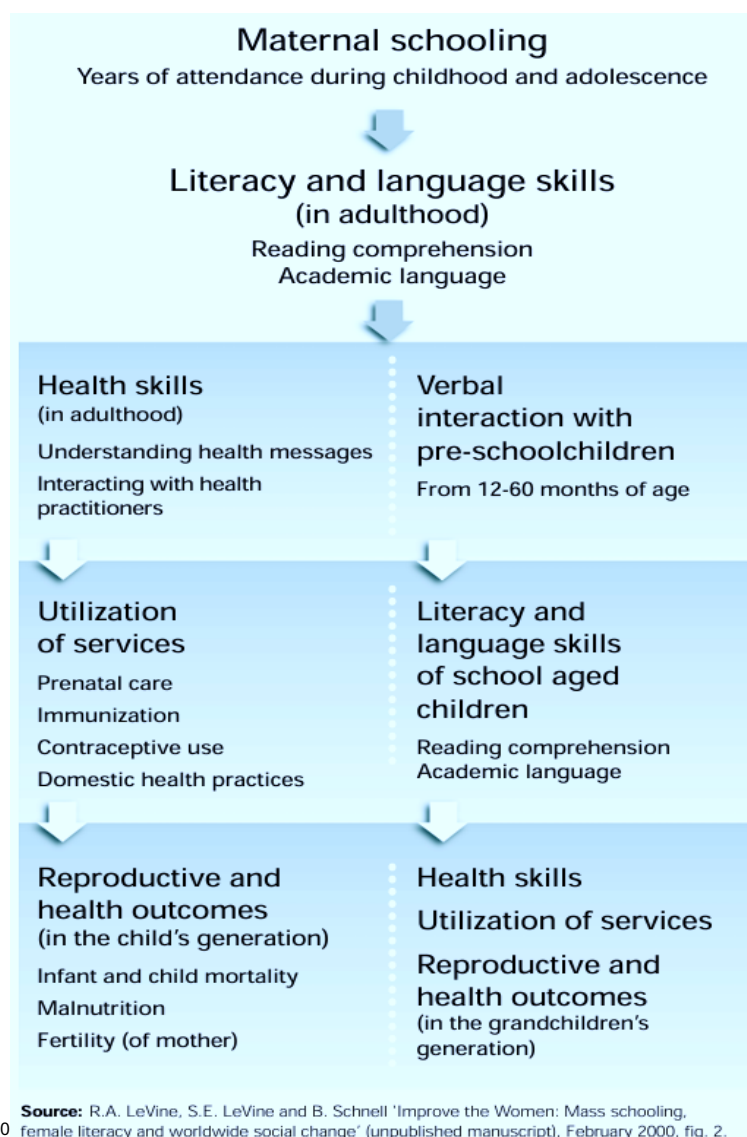 Maternal schooling
Years of attendance during childhood and adolescence
Literacy and language skills
(in adulthood)
Reading comprehension
Academic language
Health skills
(in adulthood)
Understanding health messages
Interacting with health
practitioners
Verbal
interaction with
pre-schoolchildren
From 12-60 months of age
Utilization
of services
Prenatal care
Immunization
Contraceptive use
Domestic health practices
Literacy and
language skills
of school aged
children
Reading comprehension
Academic language
Reproductive and
health outcomes
(in the child's generation)
Infant and child mortality
Malnutrition
Fertility (of mother)
Health skills
Utilization of services
Reproductive and
health outcomes
(in the grandchildren's
generation)
Source: R.A. LeVine, S.E. LeVine and B. Schnell 'Improve the Women: Mass schooling,
0 female literacy and worldwide social change' (unpublished manuscript), February 2000, fig. 2.